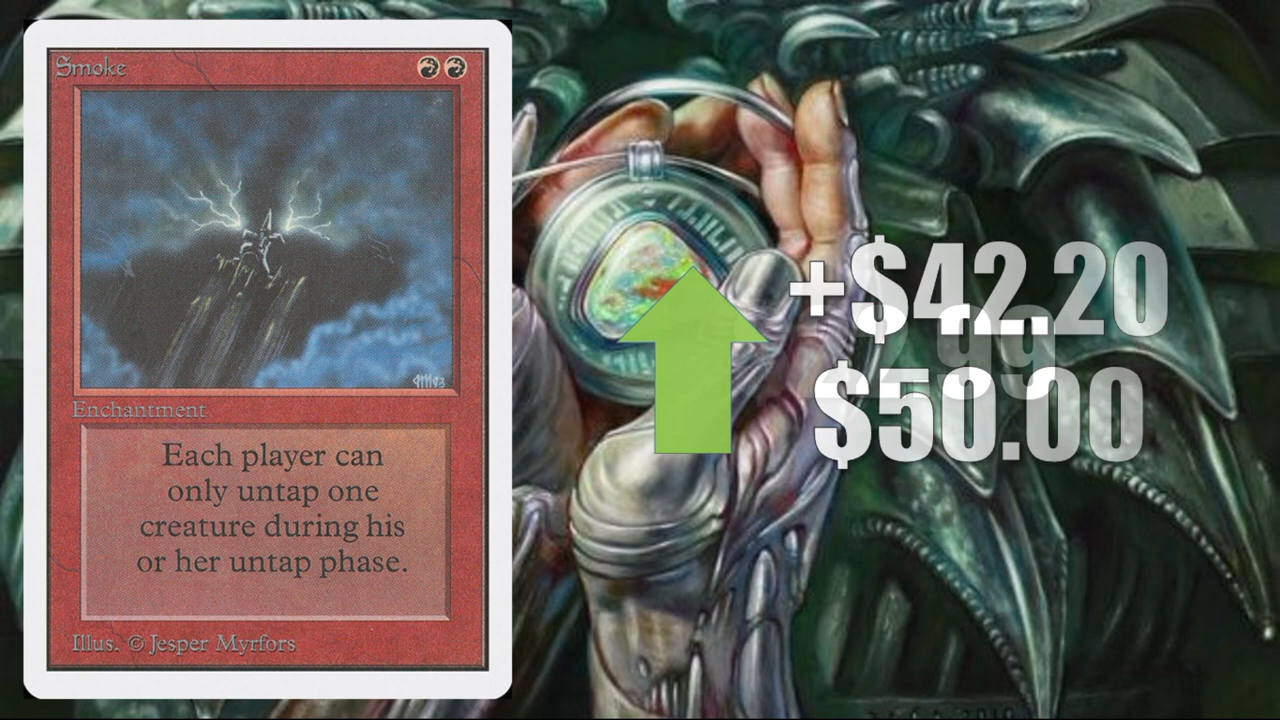 Smoke
Enchantment
Each player can
only untap one
creature during his
or her untap phase.
Illus. © Jesper Myrfors
+$42.20
$50.00